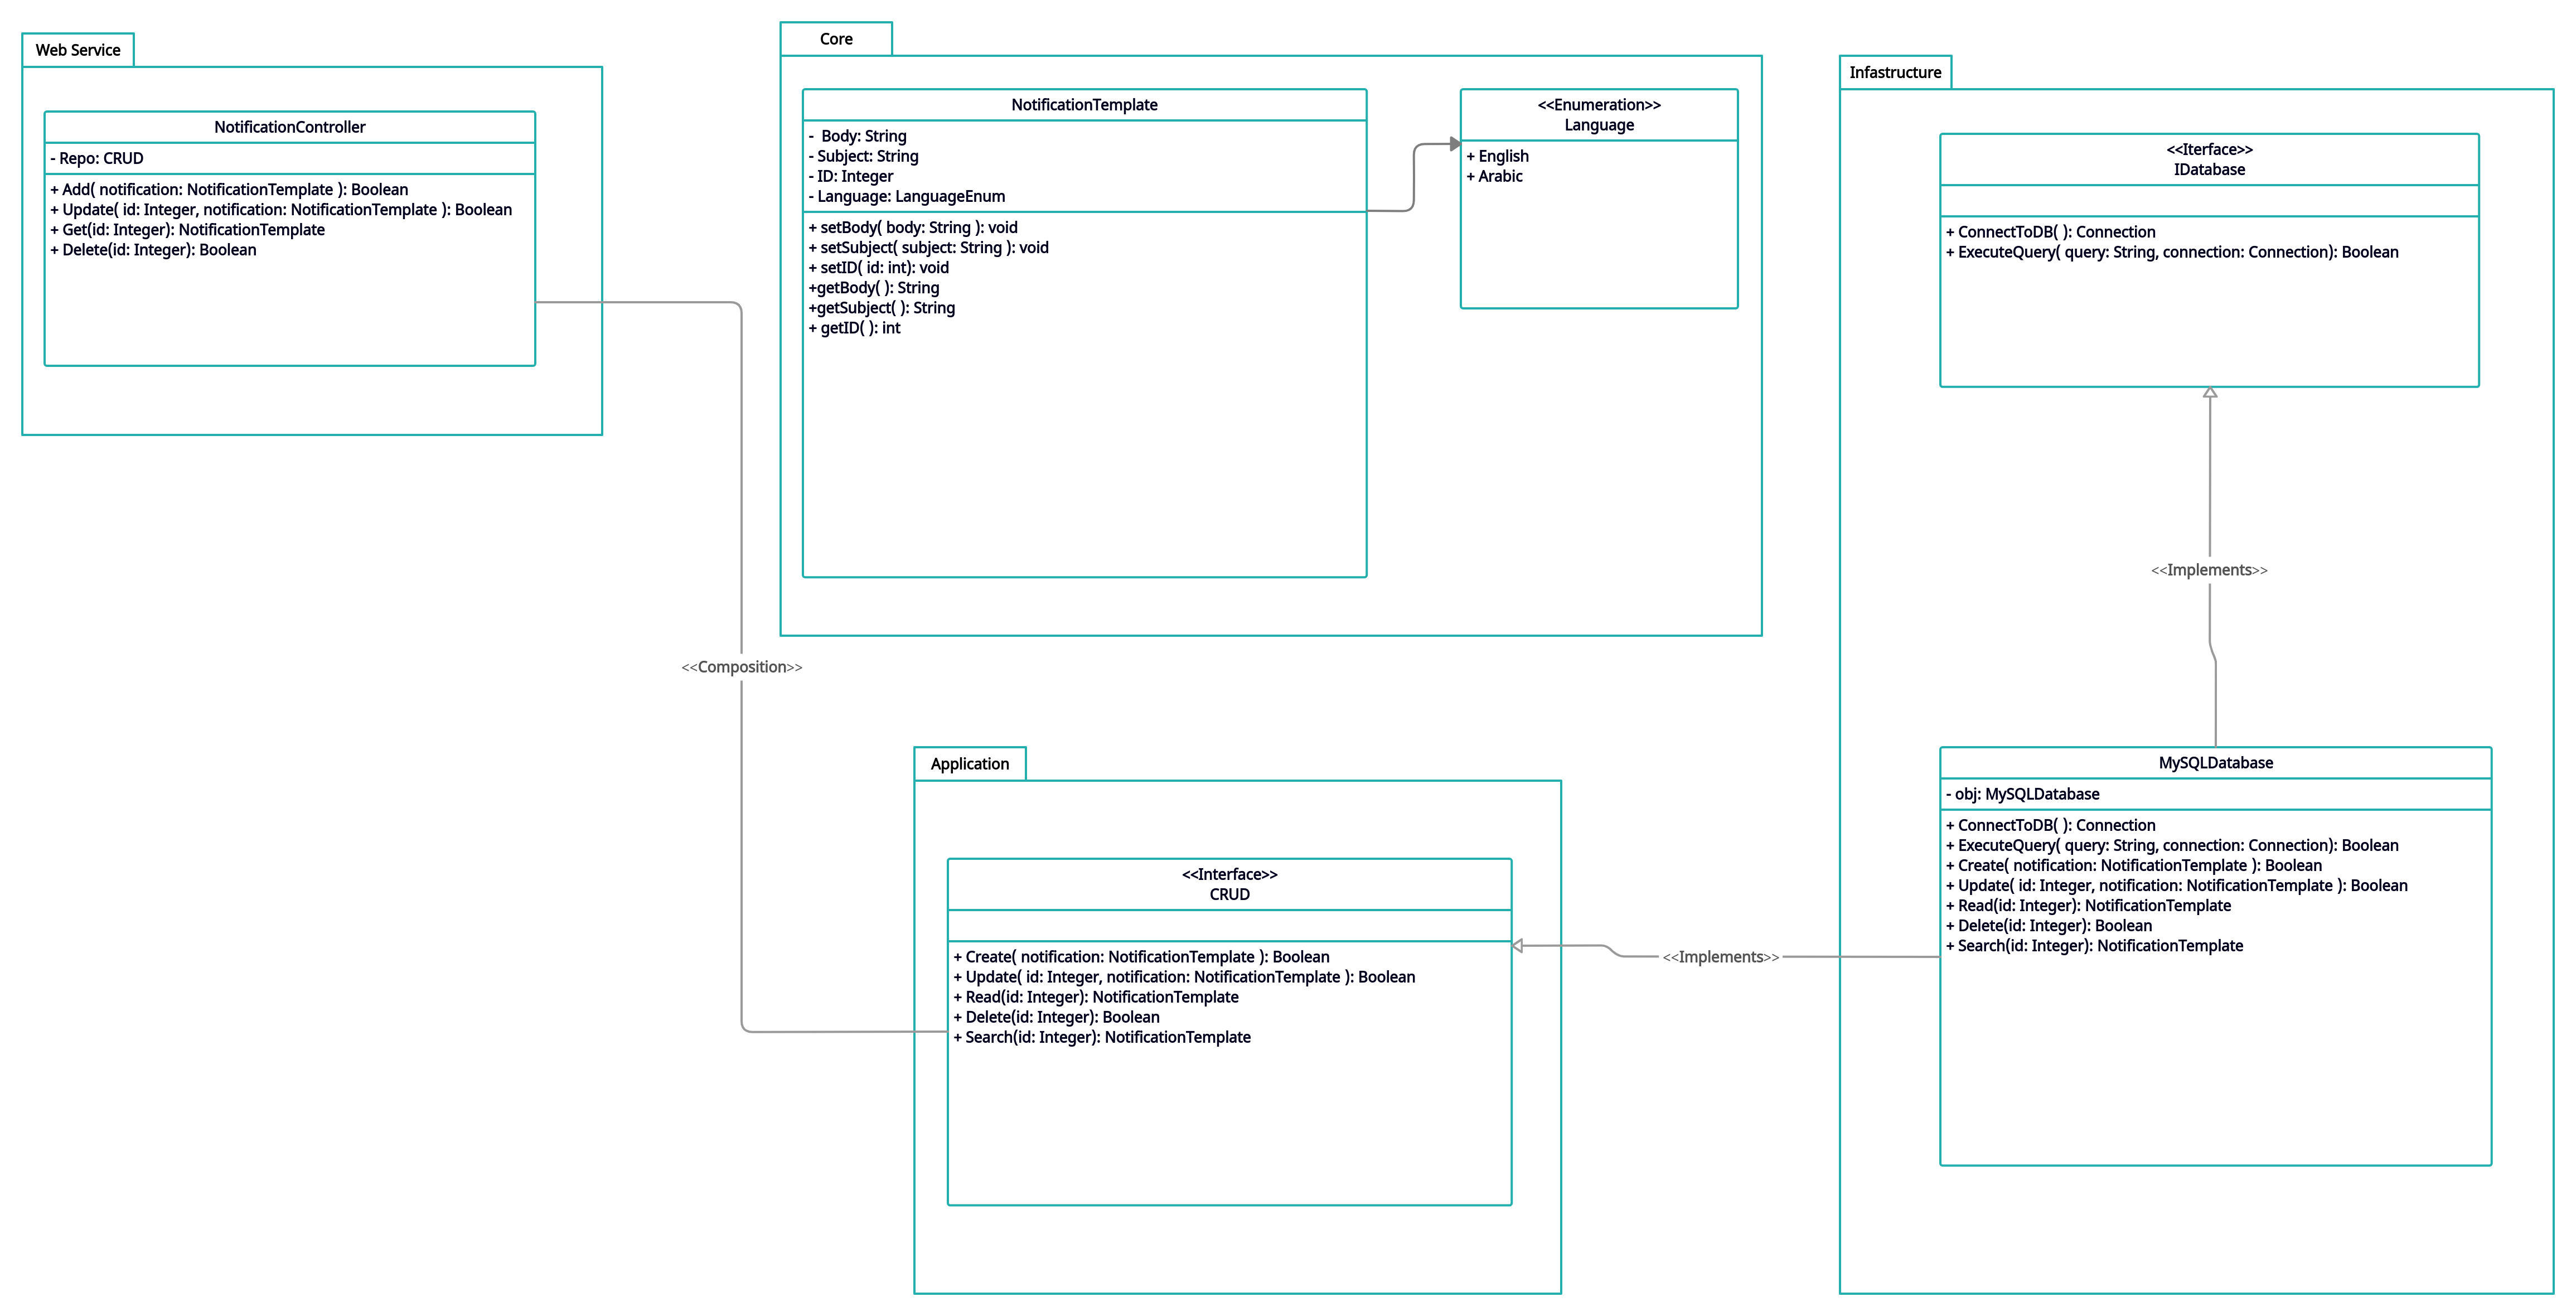 Web Service
NotificationController
- Repo: CRUD
+ Add( notification: NotificationTemplate ): Boolean
+ Update( id: Integer, notification: NotificationTemplate ): Boolean
+ Get(id: Integer): NotificationTemplate
+ Delete(id: Integer): Boolean
Core
NotificationTemplate
- Body: String
- Subject: String
- ID: Integer
- Language: LanguageEnum
+ setBody( body: String ): void
+ setSubject( subject: String ): void
+ setID( id: int): void
+getBody( ): String
+getSubject( ): String
+ getID( ): int
<<Enumeration>>
Language
+ English
+ Arabic
Infastructure
<<Iterface>>
IDatabase
+ ConnectToDB( ): Connection
+ ExecuteQuery( query: String, connection: Connection): Boolean
<<Implements>>
<<Composition>>
Application
<<Interface>>
CRUD
+ Create( notification: NotificationTemplate ): Boolean
+ Update( id: Integer, notification: NotificationTemplate ): Boolean
+ Read(id: Integer): NotificationTemplate
+ Delete(id: Integer): Boolean
+ Search(id: Integer): NotificationTemplate
<<Implements>>
MySQLDatabase
- obj: MySQLDatabase
+ ConnectToDB( ): Connection
+ ExecuteQuery( query: String, connection: Connection): Boolean
+ Create( notification: NotificationTemplate ): Boolean
+ Update( id: Integer, notification: NotificationTemplate ): Boolean
+ Read(id: Integer): NotificationTemplate
+ Delete(id: Integer): Boolean
+ Search(id: Integer): NotificationTemplate